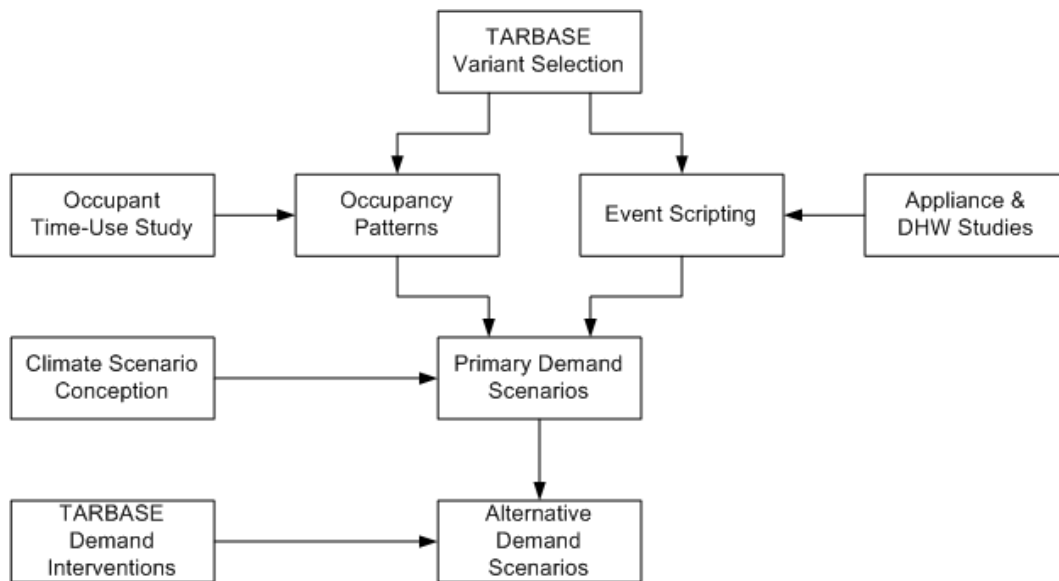 TARBASE
Variant Selection
Occupant
Time-Use Study
Occupancy
Patterns
Event Scripting
Appliance &
DHW Studies
Climate Scenario
Conception
Primary Demand
Scenarios
TARBASE
Demand
Interventions
Alternative
Demand
Scenarios